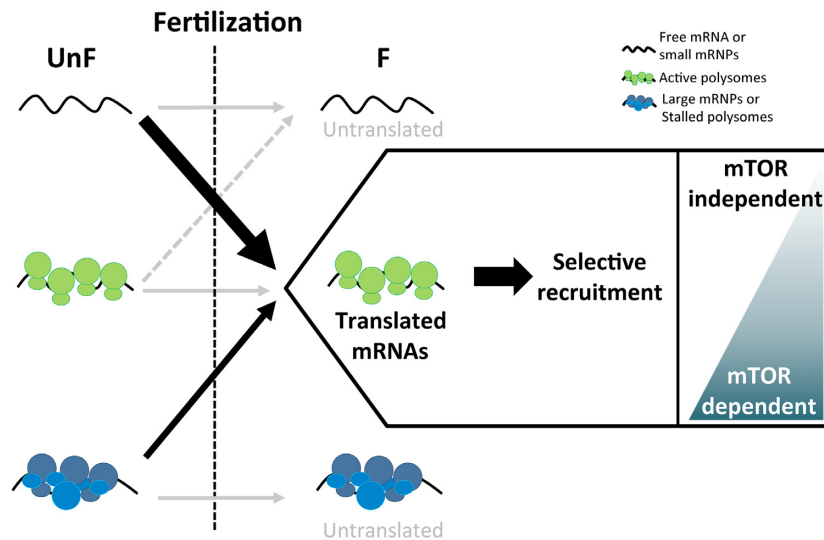 Fertilization
UnF
F
Free mRNA or
small mRNPs
Active polysomes
Large mRNPs or
Stalled polysomes
Untranslated
mTOR
independent
Selective
recruitment
Translated
mRNAs
mTOR
dependent
Untranslated